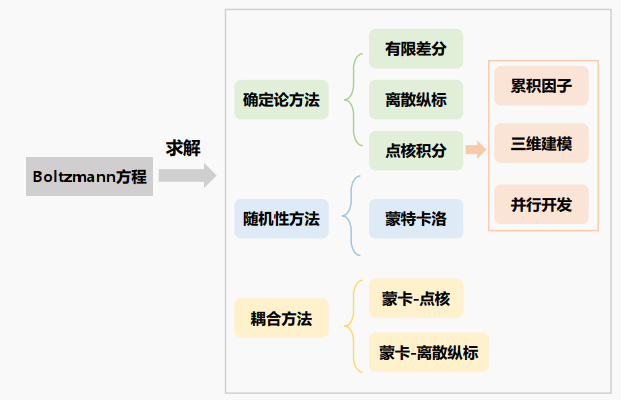 Boltzmann方程
求解
确定论方法
有限差分
离散纵标
点核积分
累积因子
三维建模
并行开发
随机性方法
蒙特卡洛
耦合方法
蒙卡-点核
蒙卡-离散纵标